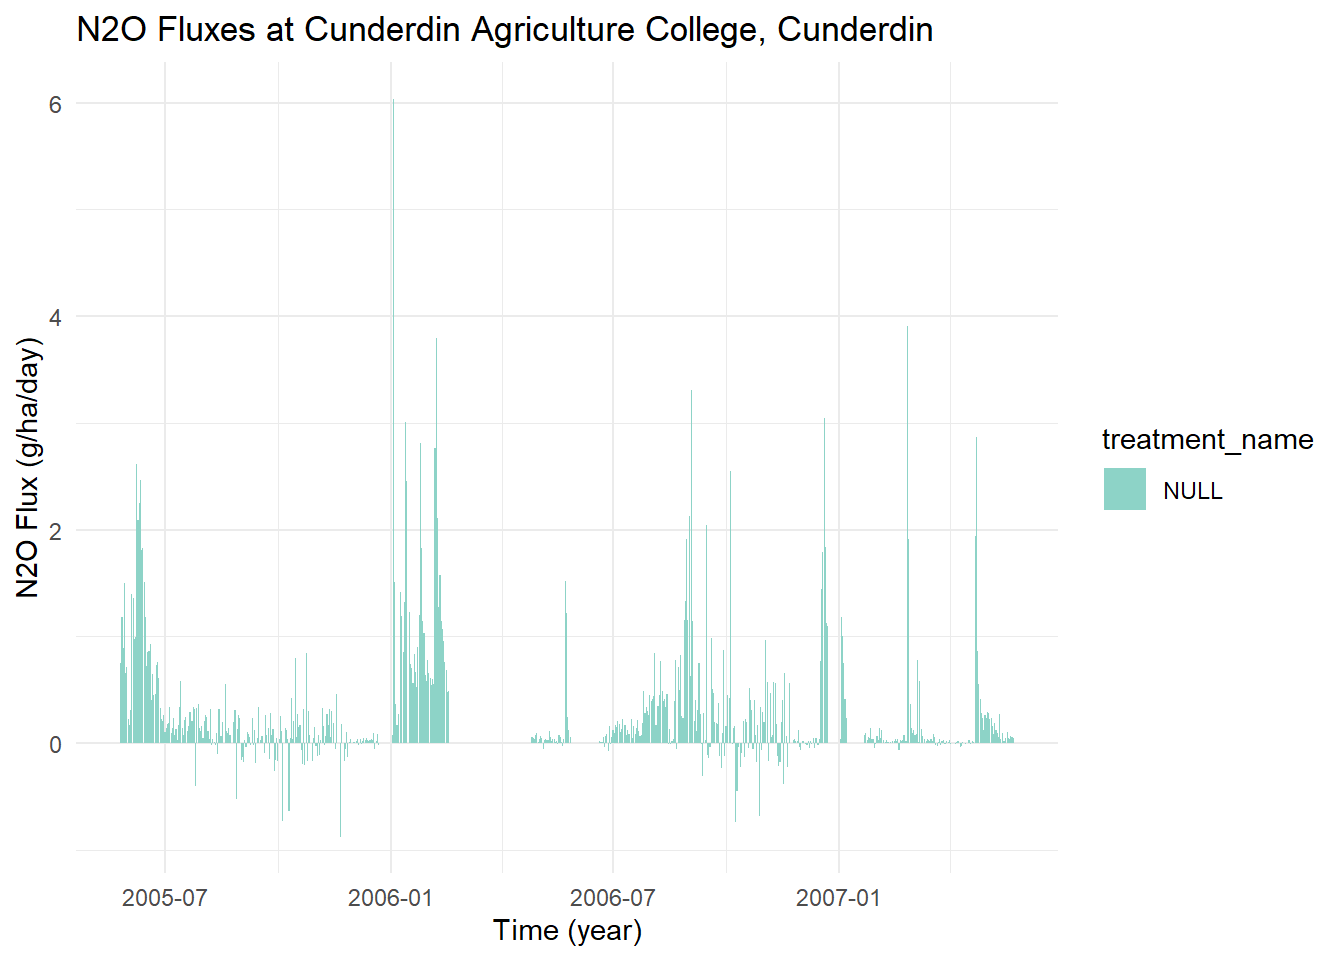 N2O Fluxes at Cunderdin Agriculture College, Cunderdin
N2O Flux (g/ha/day)
6
4
2
0
2005-07
2006-01
2006-07
2007-01
Time (year)
treatment_name
NULL